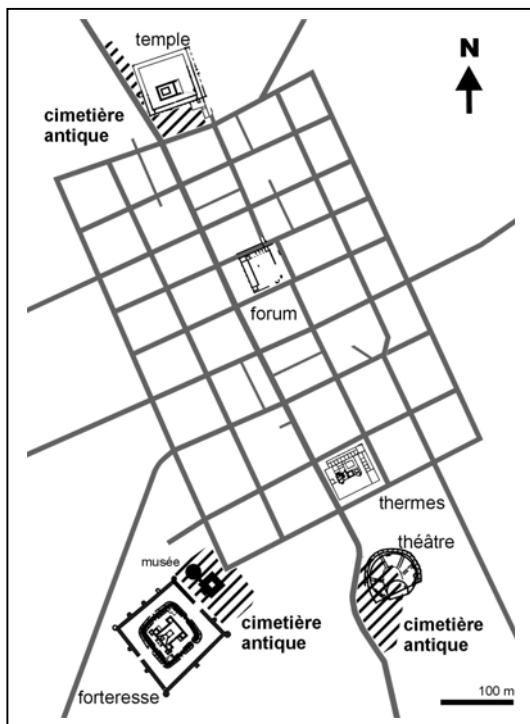 temple
N
cimetière
antique
forum
thermes
théâtre
musée
cimetière
antique
cimetière
antique
forteresse
100 m